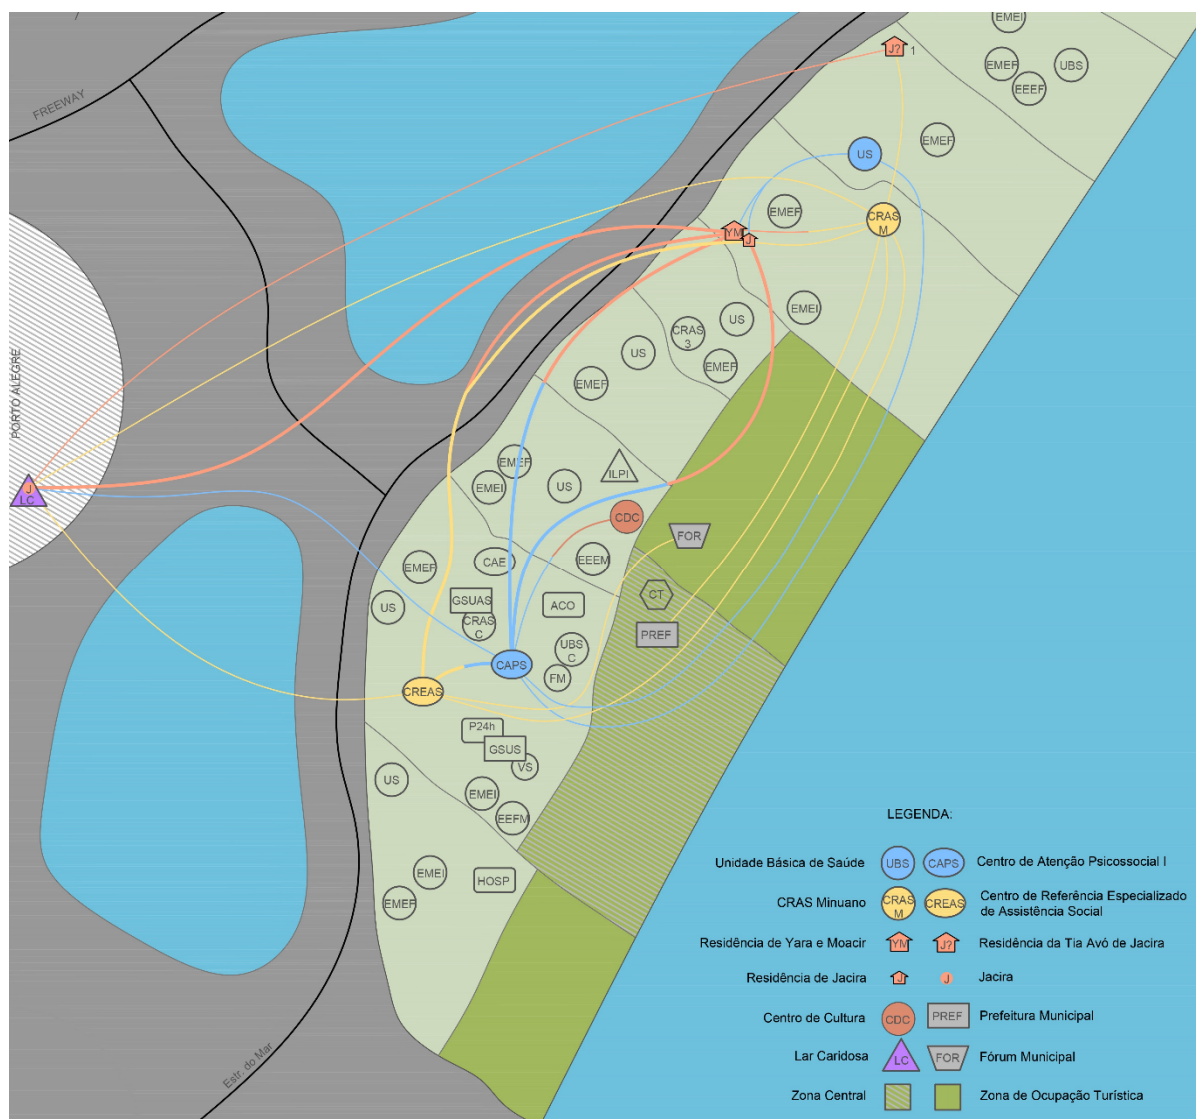 EMEI
EMEF
UBS
EEEF
J?
1
FREEWAY
EMEF
US
EMEF
CRAS
M
YM
J
EMEI
US
CRAS
3
US
EMEF
EMEF
PORTO ALEGRE
EMEF
ILPI
EMEI
US
J
LC
CDC
FOR
EMEF
CAE
EEEM
GSUAS
CRAS
C
ACO
CT
US
PREF
UBS
C
CAPS
FM
CREAS
P24h
GSUS
VS
US
EMEI
EEFM
EMEI
HOSP
EMEF
Estr. do Mar
LEGENDA:
Unidade Básica de Saúde UBS CAPS Centro de Atenção Psicossocial I
CRAS Minuano CRAS M CREAS Centro de Referência Especializado
de Assistência Social
Residência de Yara e Moacir YM J? Residência da Tia Avó de Jacira
Residência de Jacira J J Jacira
Centro de Cultura CDC PREF Prefeitura Municipal
Lar Caridosa LC FOR Fórum Municipal
Zona Central Zona de Ocupação Turística